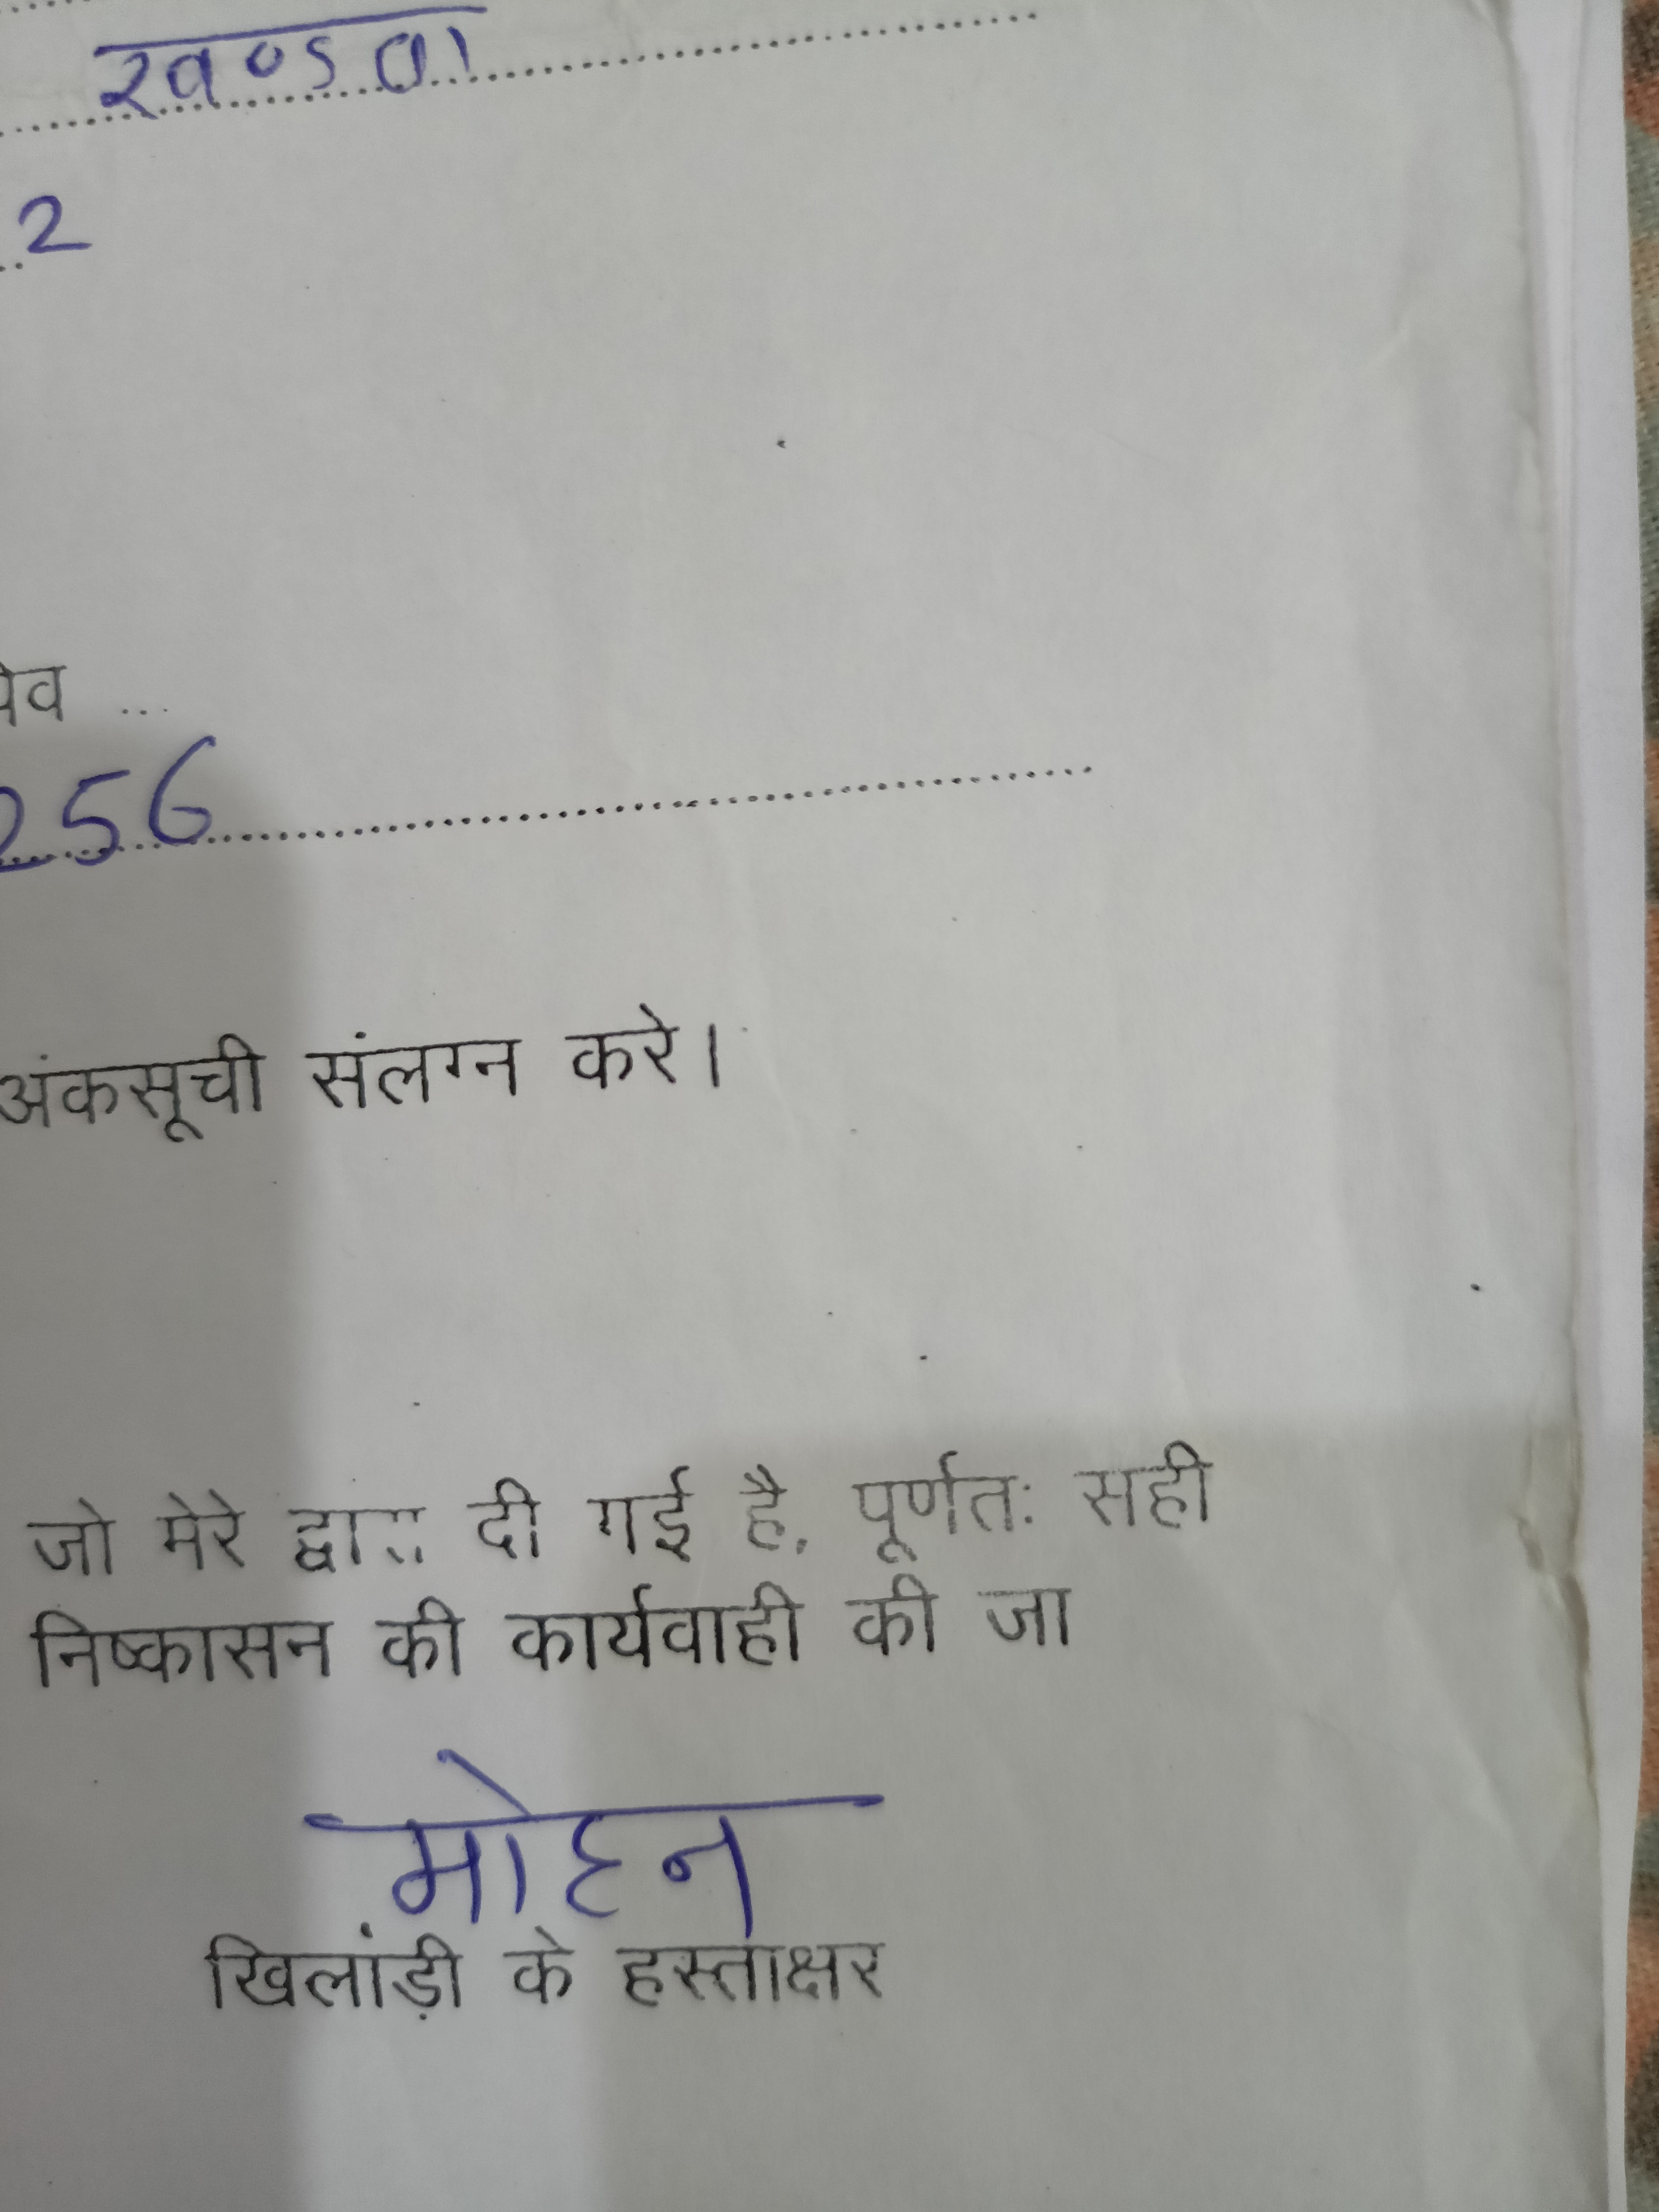 खण्डवा
2
...
256
अंकसूची संलग्न करे।
जो मेरे द्वारा दी गई है, पूर्णतः सही
निष्कासन की कार्यवाही की जा
मोहन
खिलांड़ी के हस्ताक्षर